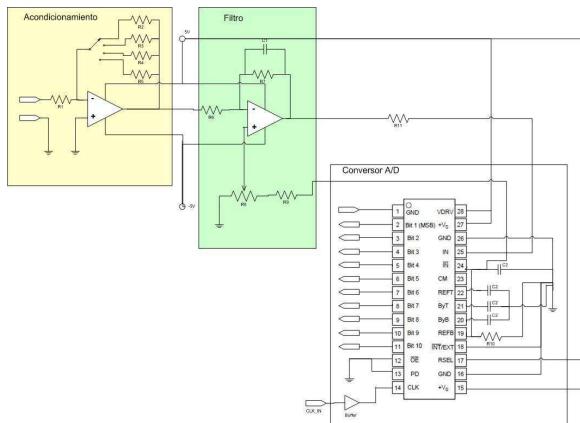 Acondicionamiento
Filtro
R2
R3
R4
R5
R1
5V
-5V
C1
R7
R6
R8
R9
R11
Conversor A/D
1 GND VDRV 28
2 Bit 1 (MSB) +VS 27
3 Bit 2 GND 26
4 Bit 3 IN 25
5 Bit 4 IN 24
6 Bit 5 CM 23
7 Bit 6 REFT 22
8 Bit 7 ByT 21
9 Bit 8 ByB 20
10 Bit 9 REFB 19
11 Bit 10 INT/EXT 18
12 OE RSEL 17
13 PD GND 16
14 CLK +VS 15
C2
C2
C2
C2
R10
CLK_IN
Buffer